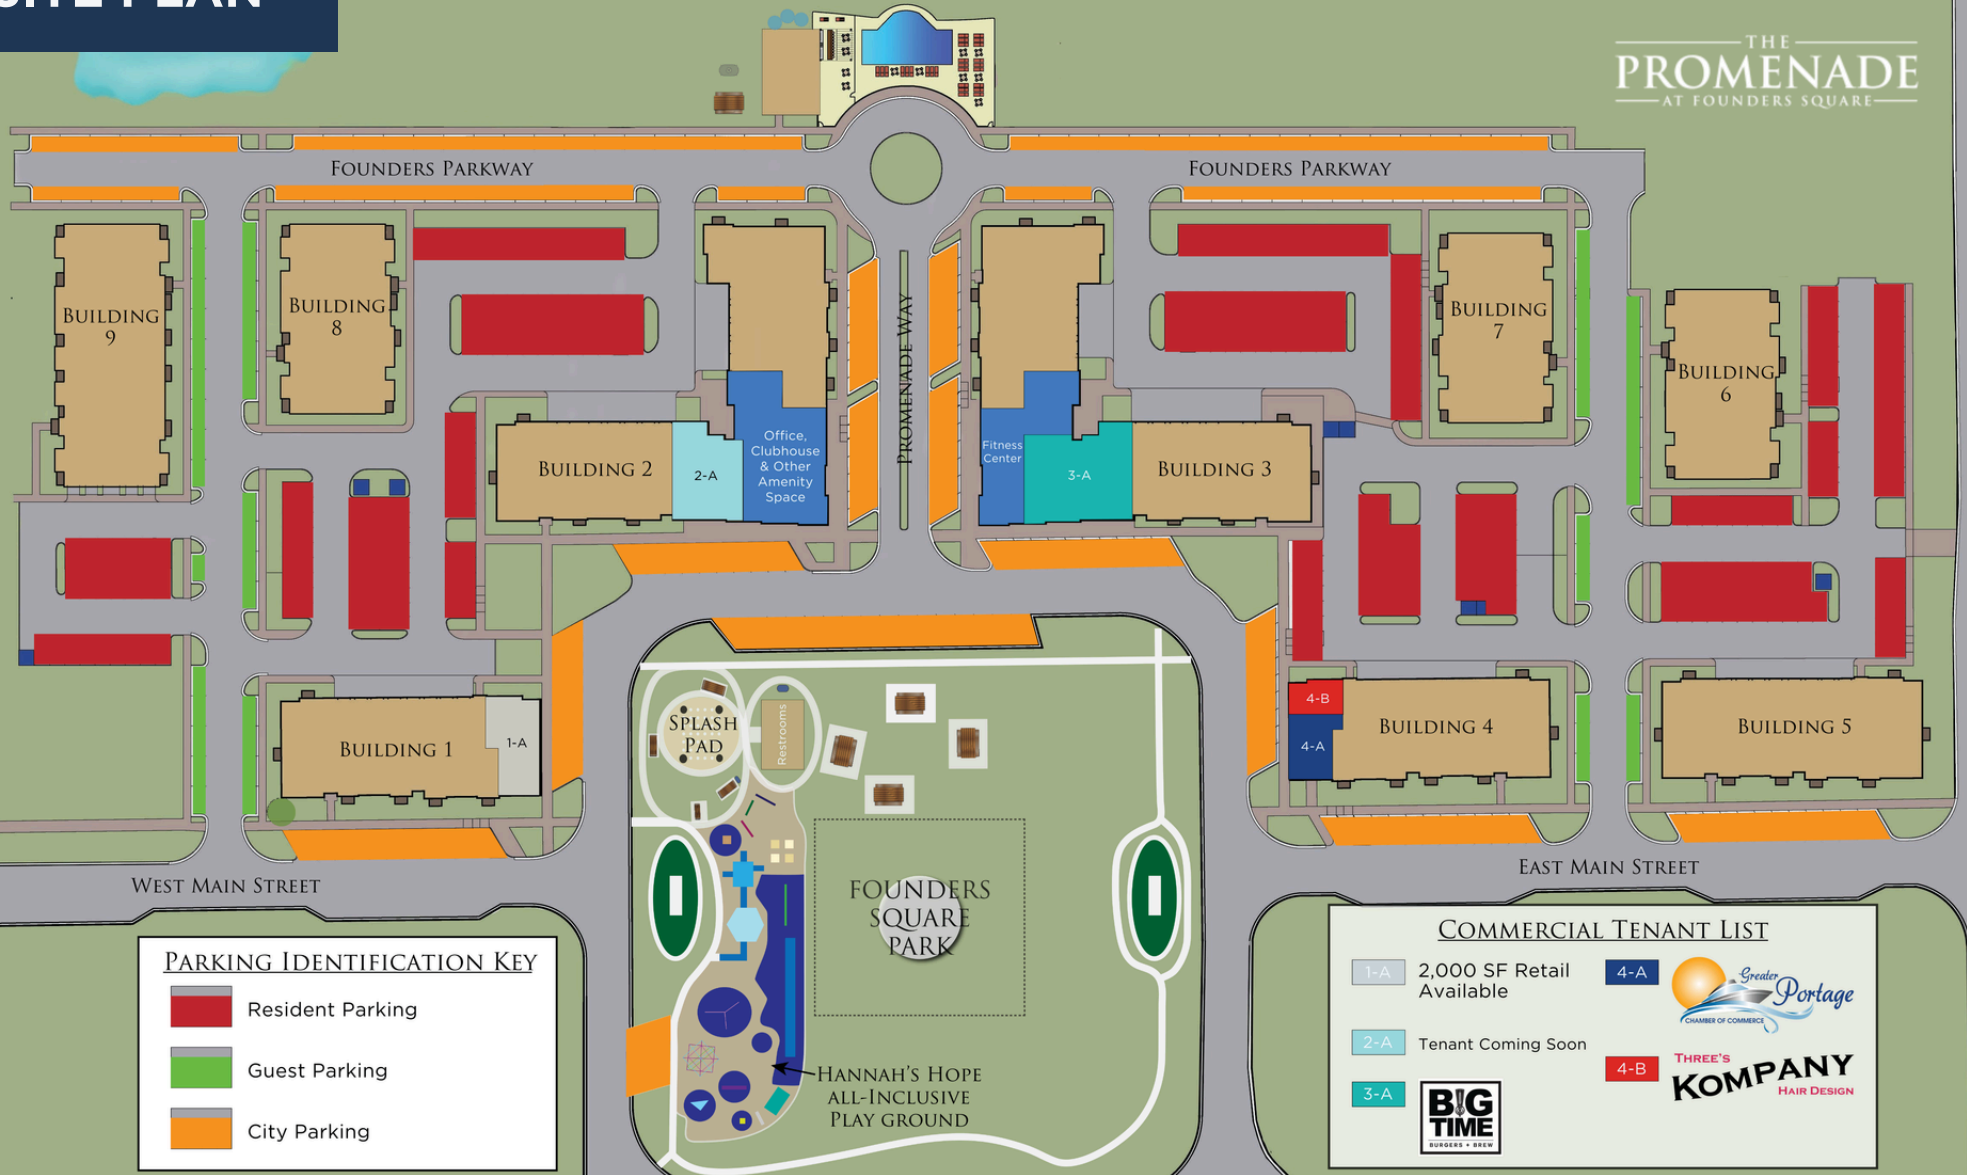 SITE PLAN
THE
PROMENADE
AT FOUNDERS SQUARE
FOUNDERS PARKWAY
FOUNDERS PARKWAY
BUILDING
9
BUILDING
8
PROMENADE WAY
BUILDING
7
BUILDING
6
BUILDING 2
2-A
Office,
Clubhouse
& Other
Amenity
Space
Fitness
Center
3-A
BUILDING 3
BUILDING 1
1-A
SPLASH
PAD
Restrooms
4-B
4-A
BUILDING 4
BUILDING 5
WEST MAIN STREET
EAST MAIN STREET
FOUNDERS
SQUARE
PARK
HANNAH'S HOPE
ALL-INCLUSIVE
PLAY GROUND
PARKING IDENTIFICATION KEY
Resident Parking
Guest Parking
City Parking
COMMERCIAL TENANT LIST
1-A
2,000 SF Retail
Available
2-A
Tenant Coming Soon
3-A
BIG
TIME
BURGERS + BREW
4-A
Greater
Portage
CHAMBER OF COMMERCE
4-B
THREE'S
KOMPANY
HAIR DESIGN